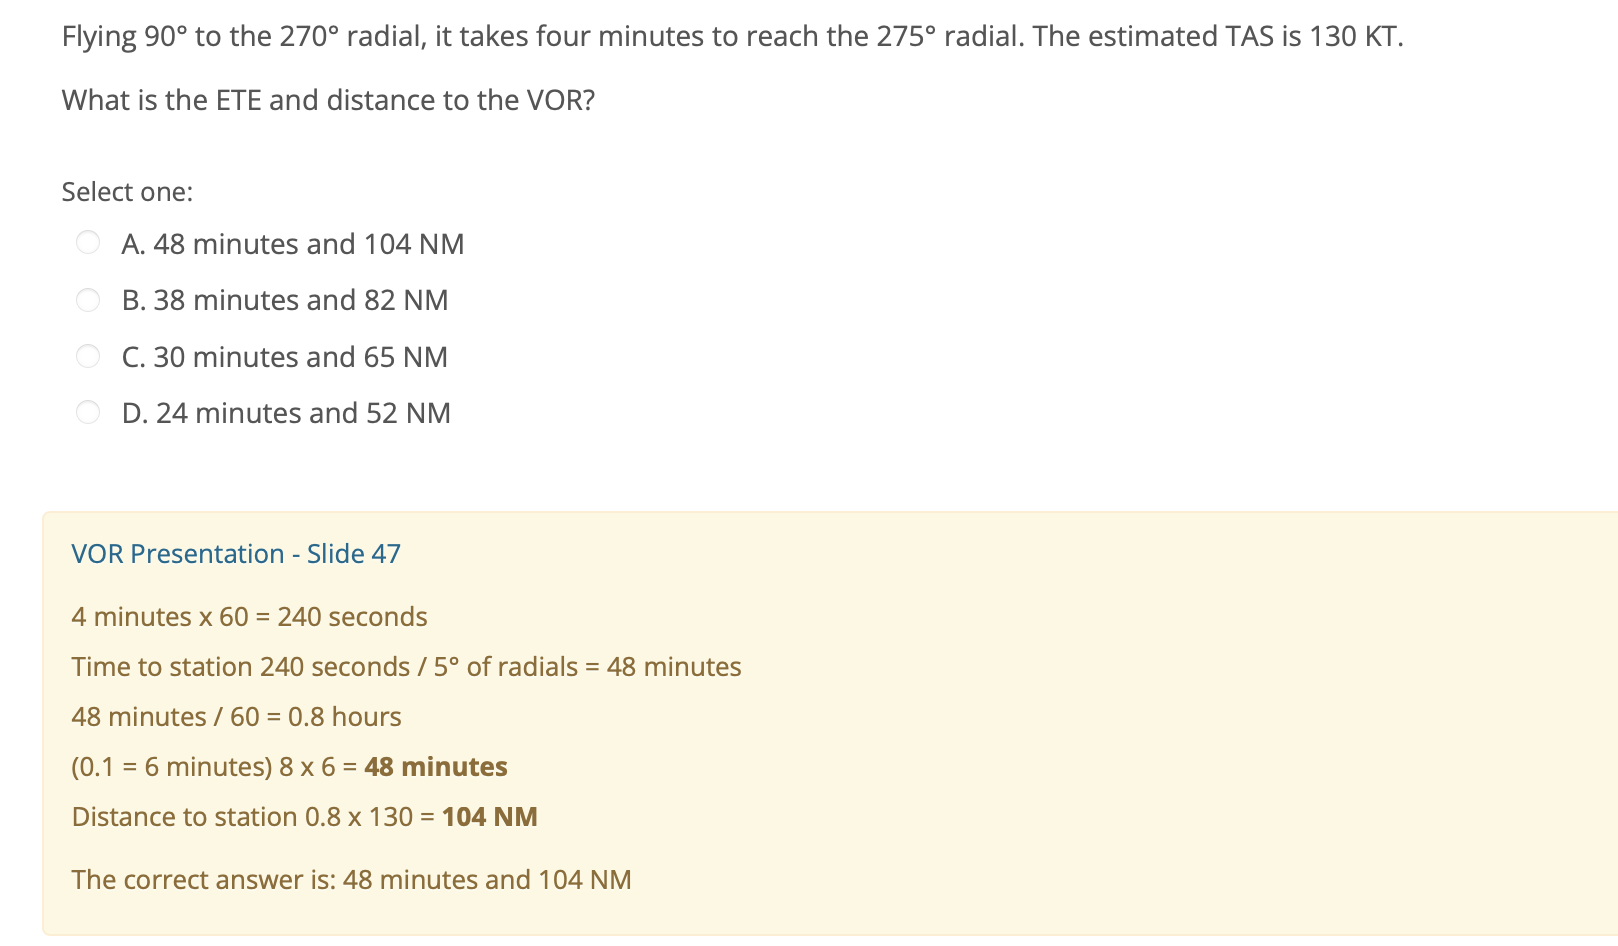 Flying 90° to the 270° radial, it takes four minutes to reach the 275° radial. The estimated TAS is 130 KT.
What is the ETE and distance to the VOR?
Select one:
A. 48 minutes and 104 NM
B. 38 minutes and 82 NM
C. 30 minutes and 65 NM
D. 24 minutes and 52 NM
VOR Presentation - Slide 47
4 minutes x 60 = 240 seconds
Time to station 240 seconds / 5° of radials = 48 minutes
48 minutes / 60 = 0.8 hours
(0.1 = 6 minutes) 8 x 6 = 48 minutes
Distance to station 0.8 x 130 = 104 NM
The correct answer is: 48 minutes and 104 NM